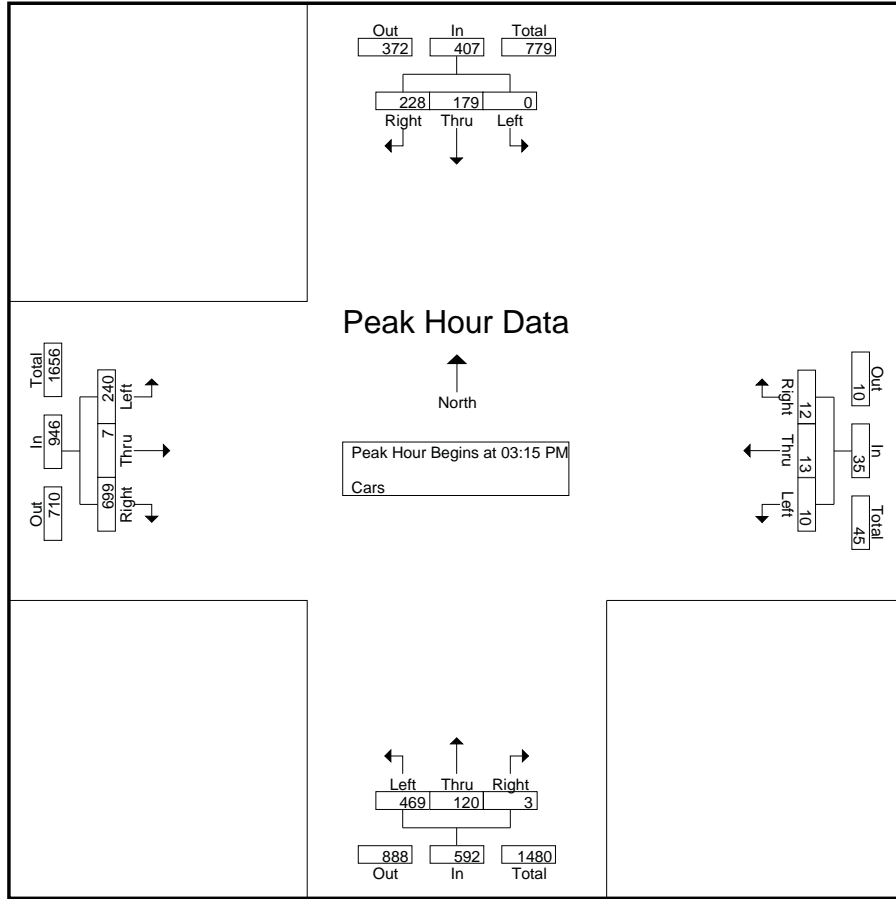 Out In Total
372 407 779
228 179 0
Right Thru Left
Peak Hour Data
North
Peak Hour Begins at 03:15 PM
Cars
Total In Out
1656 946 710
240 7 699
Left Thru Right
Out In Total
10 35 45
12 13 10
Right Thru Left
Left Thru Right
469 120 3
888 592 1480
Out In Total